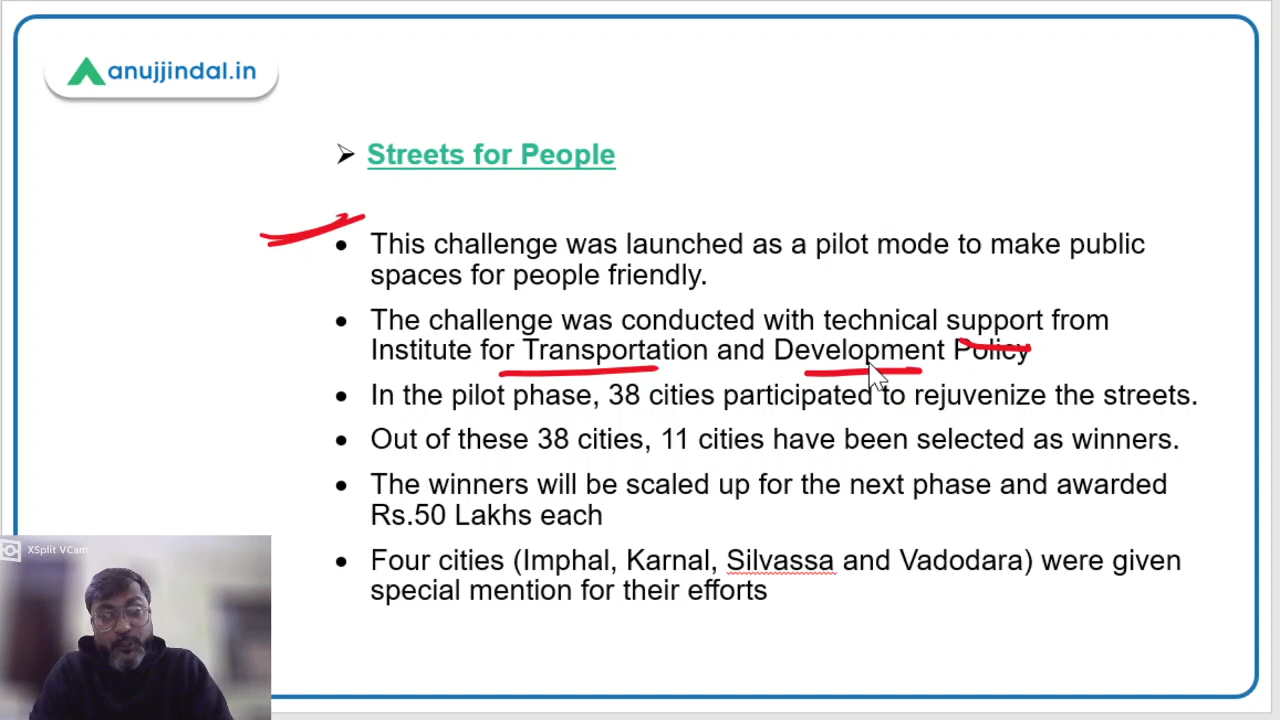 anujjindal.in
➢ Streets for People
• This challenge was launched as a pilot mode to make public
spaces for people friendly.
• The challenge was conducted with technical support from
Institute for Transportation and Development Policy
• In the pilot phase, 38 cities participated to rejuvenize the streets.
• Out of these 38 cities, 11 cities have been selected as winners.
• The winners will be scaled up for the next phase and awarded
Rs.50 Lakhs each
• Four cities (Imphal, Karnal, Silvassa and Vadodara) were given
special mention for their efforts
XSplit VCam